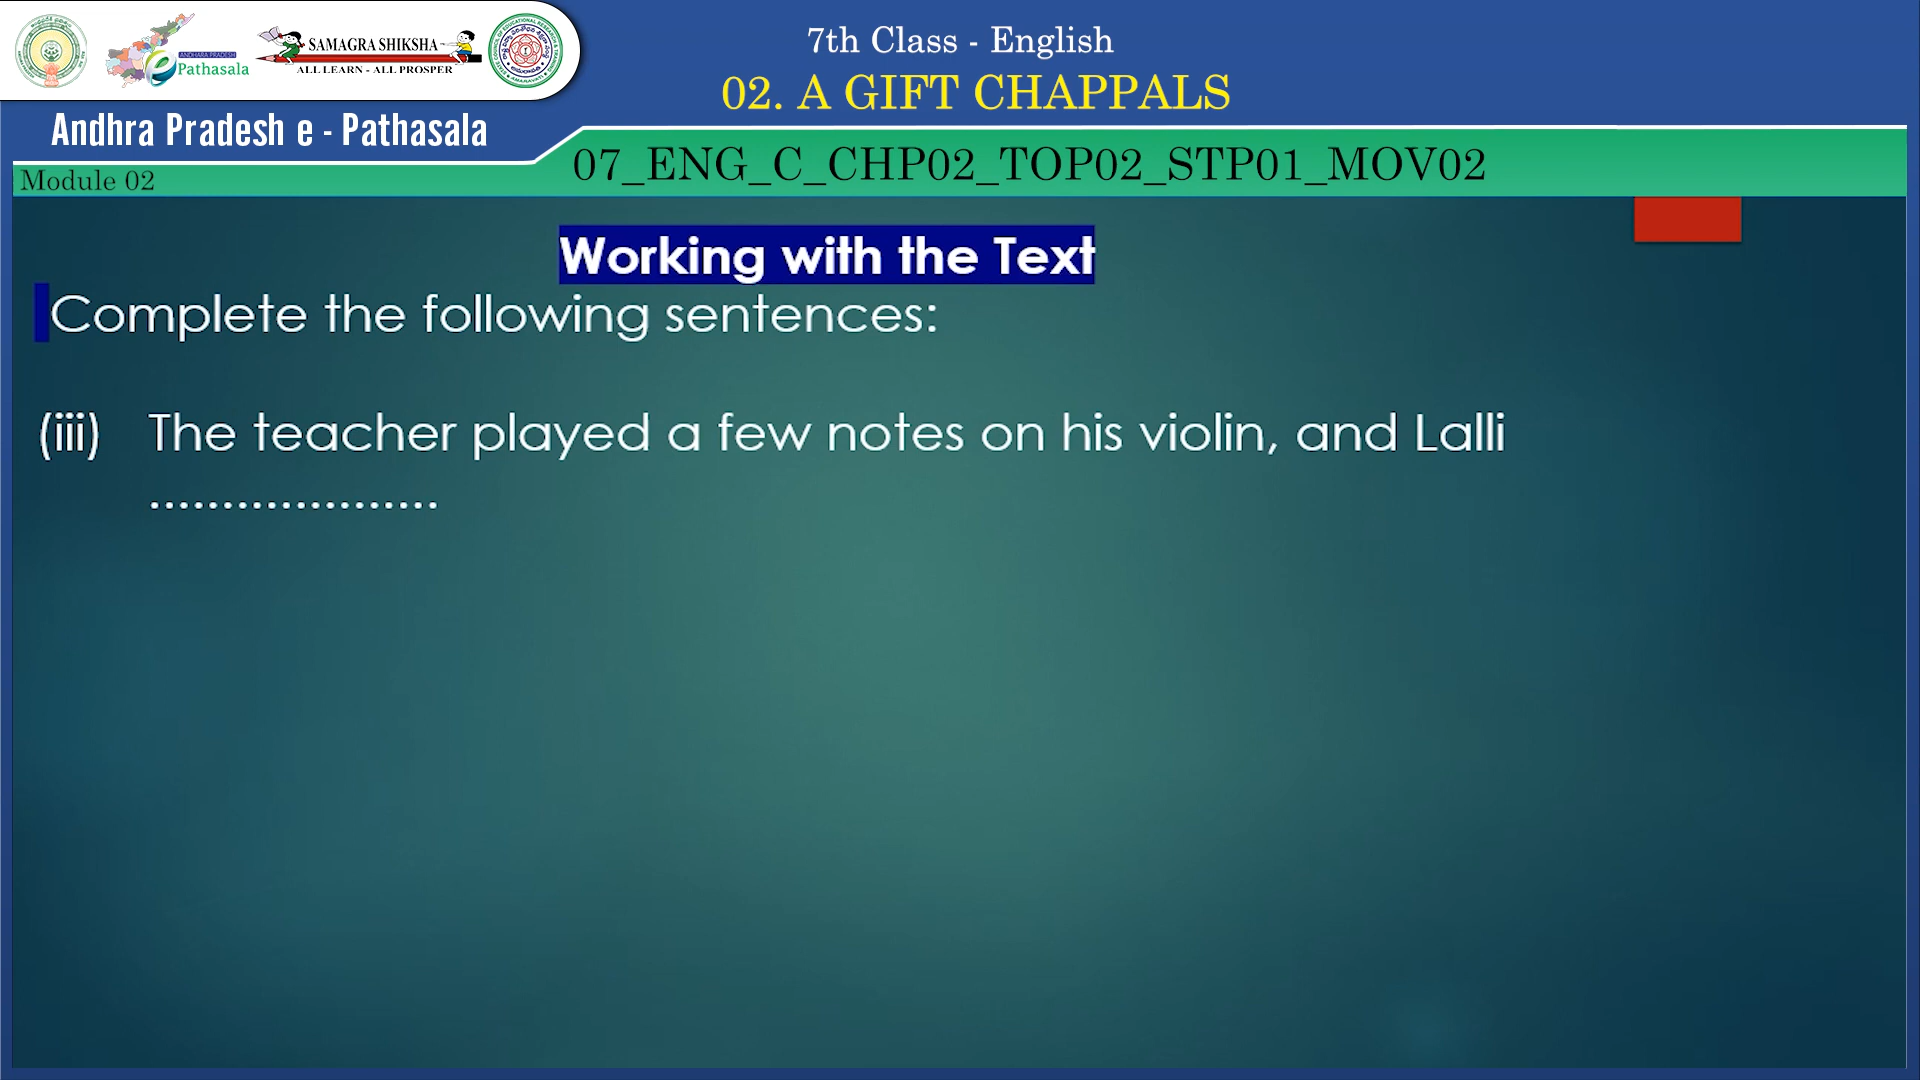 7th Class - English
02. A GIFT CHAPPALS
ANDHRA PRADESH
e Pathasala
SAMAGRA SHIKSHA
ALL LEARN - ALL PROSPER
Andhra Pradesh e - Pathasala
07_ENG_C_CHP02_TOP02_STP01_MOV02
Module 02
Working with the Text
Complete the following sentences:
(iii) The teacher played a few notes on his violin, and Lalli
....................